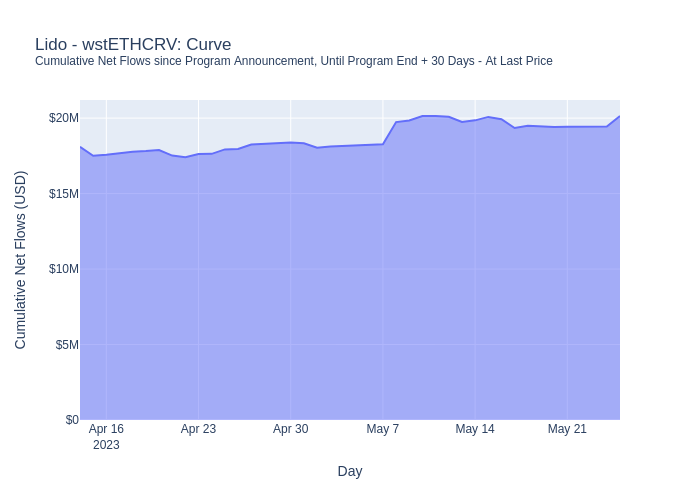 Lido - wstETHCRV: Curve
Cumulative Net Flows since Program Announcement, Until Program End + 30 Days - At Last Price
Cumulative Net Flows (USD)
$20M
$15M
$10M
$5M
$0
Apr 16
2023
Apr 23
Apr 30
May 7
May 14
May 21
Day